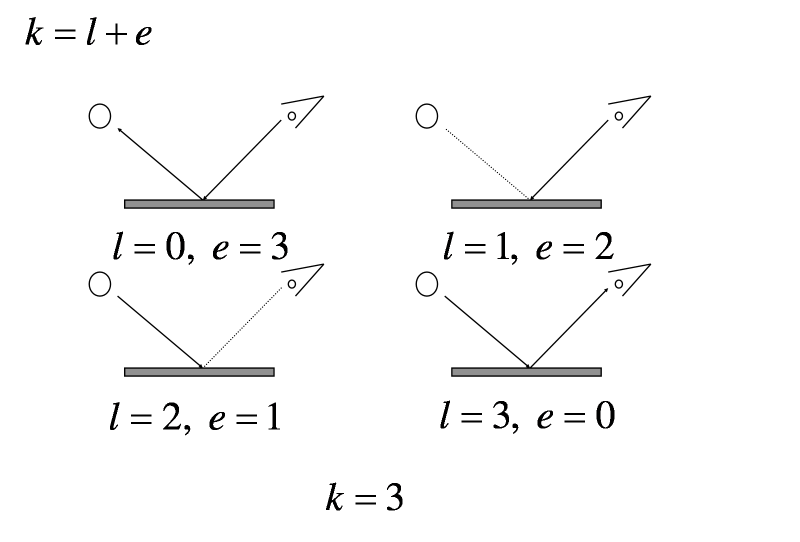 k = l + e
l = 0, e = 3
l = 1, e = 2
l = 2, e = 1
l = 3, e = 0
k = 3